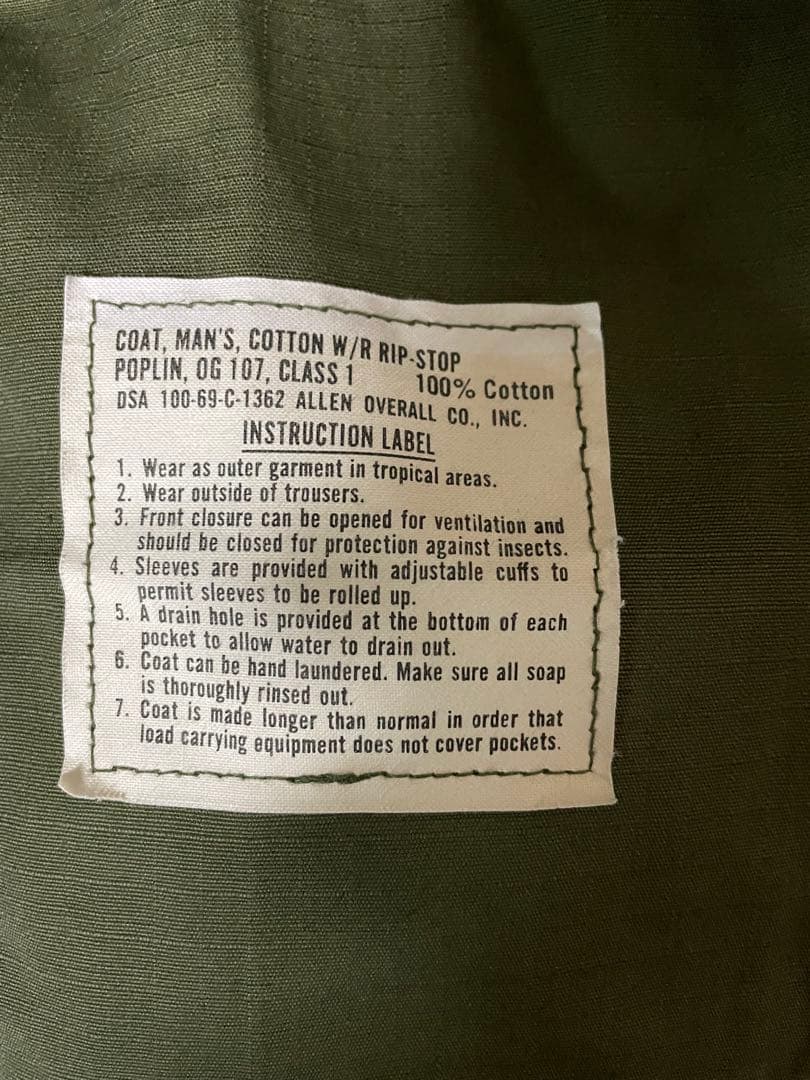 COAT, MAN'S, COTTON W/R RIP-STOP
POPLIN, OG 107, CLASS 1 100% Cotton
DSA 100-69-C-1362 ALLEN OVERALL CO., INC.
INSTRUCTION LABEL
1. Wear as outer garment in tropical areas.
2. Wear outside of trousers.
3. Front closure can be opened for ventilation and
should be closed for protection against insects.
4. Sleeves are provided with adjustable cuffs to
permit sleeves to be rolled up.
5. A drain hole is provided at the bottom of each
pocket to allow water to drain out.
6. Coat can be hand laundered. Make sure all soap
is thoroughly rinsed out.
7. Coat is made longer than normal in order that
load carrying equipment does not cover pockets.